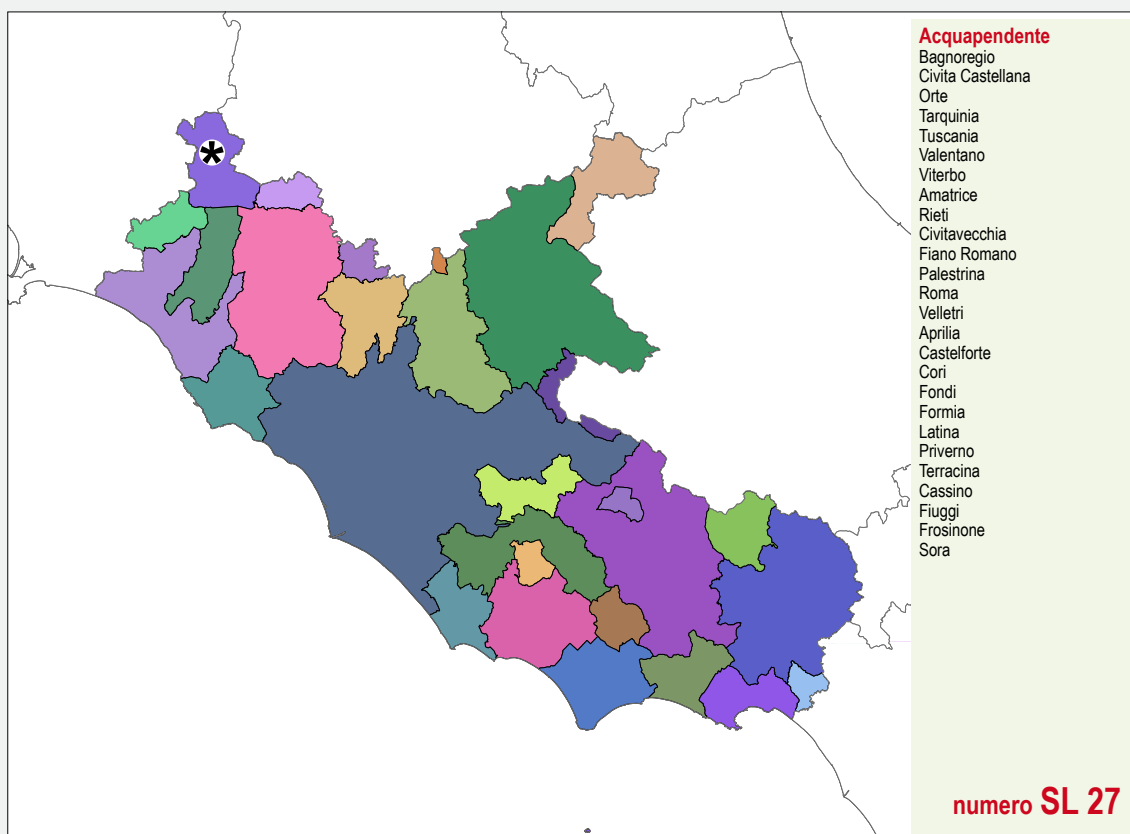 Acquapendente
Bagnoregio
Civita Castellana
Orte
Tarquinia
Tuscania
Valentano
Viterbo
Amatrice
Rieti
Civitavecchia
Fiano Romano
Palestrina
Roma
Velletri
Aprilia
Castelforte
Cori
Fondi
Formia
Latina
Priverno
Terracina
Cassino
Fiuggi
Frosinone
Sora
*
numero SL 27